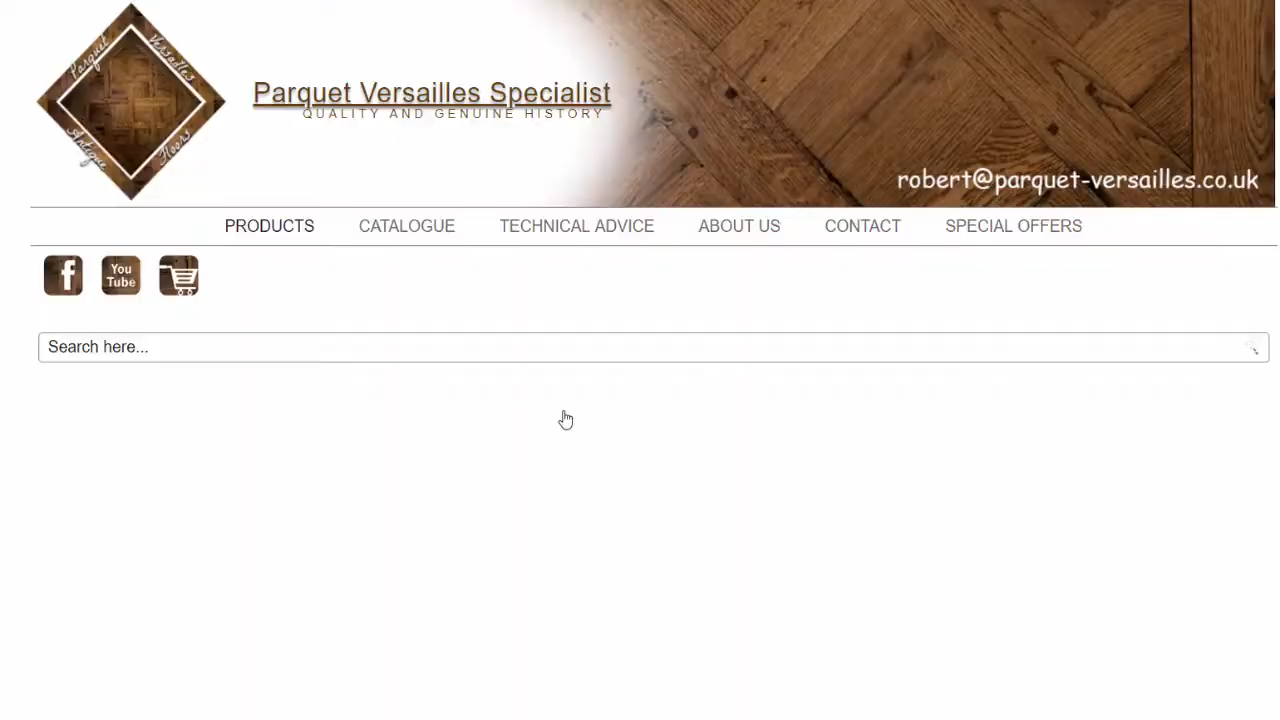 Parquet Versailles
Antique Floors
Parquet Versailles Specialist
QUALITY AND GENUINE HISTORY
robert@parquet-versailles.co.uk
PRODUCTS CATALOGUE TECHNICAL ADVICE ABOUT US CONTACT SPECIAL OFFERS
f You Tube
Search here...